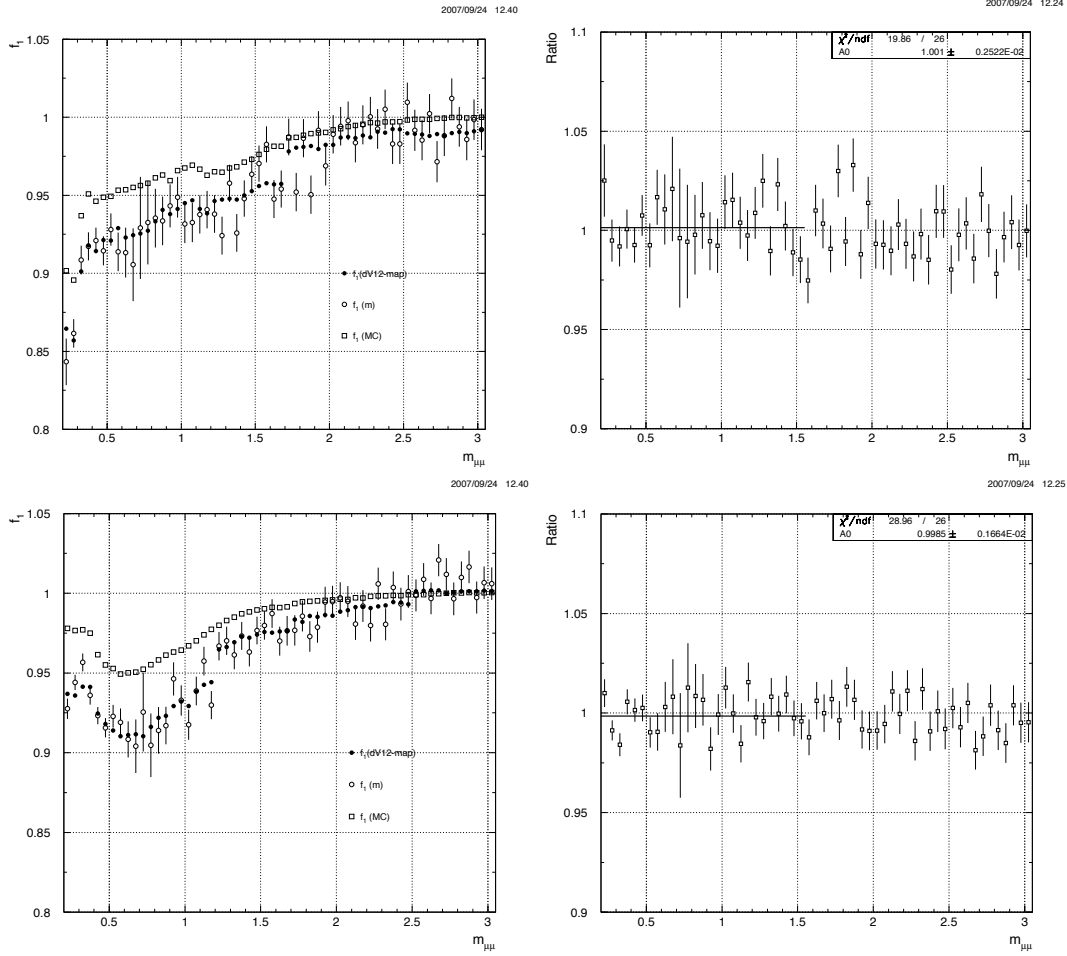 2007/09/24 12.40
f1
1.05
1
0.95
0.9
0.85
0.8
f1(dV12-map)
f1 (m)
f1 (MC)
0.5 1 1.5 2 2.5 3
mμμ
2007/09/24 12.24
Ratio
1.1
1.05
1
0.95
0.9
χ²/ndf 19.86 / 26
A0 1.001 ± 0.2522E-02
0.5 1 1.5 2 2.5 3
mμμ
2007/09/24 12.40
f1
1.05
1
0.95
0.9
0.85
0.8
f1(dV12-map)
f1 (m)
f1 (MC)
0.5 1 1.5 2 2.5 3
mμμ
2007/09/24 12.25
Ratio
1.1
1.05
1
0.95
0.9
χ²/ndf 28.96 / 26
A0 0.9985 ± 0.1664E-02
0.5 1 1.5 2 2.5 3
mμμ